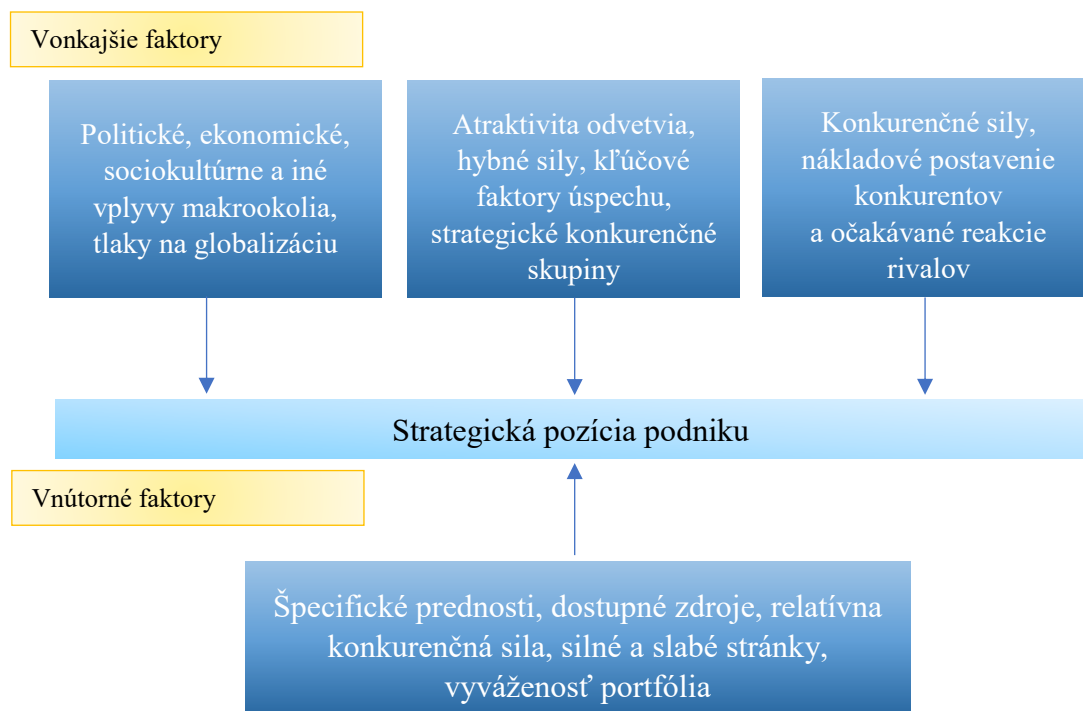 Vonkajšie faktory
Politické, ekonomické,
sociokultúrne a iné
vplyvy makrookolia,
tlaky na globalizáciu
Atraktivita odvetvia,
hybné sily, kľúčové
faktory úspechu,
strategické konkurenčné
skupiny
Konkurenčné sily,
nákladové postavenie
konkurentov
a očakávané reakcie
rivalov
Strategická pozícia podniku
Vnútorné faktory
Špecifické prednosti, dostupné zdroje, relatívna
konkurenčná sila, silné a slabé stránky,
vyváženosť portfólia